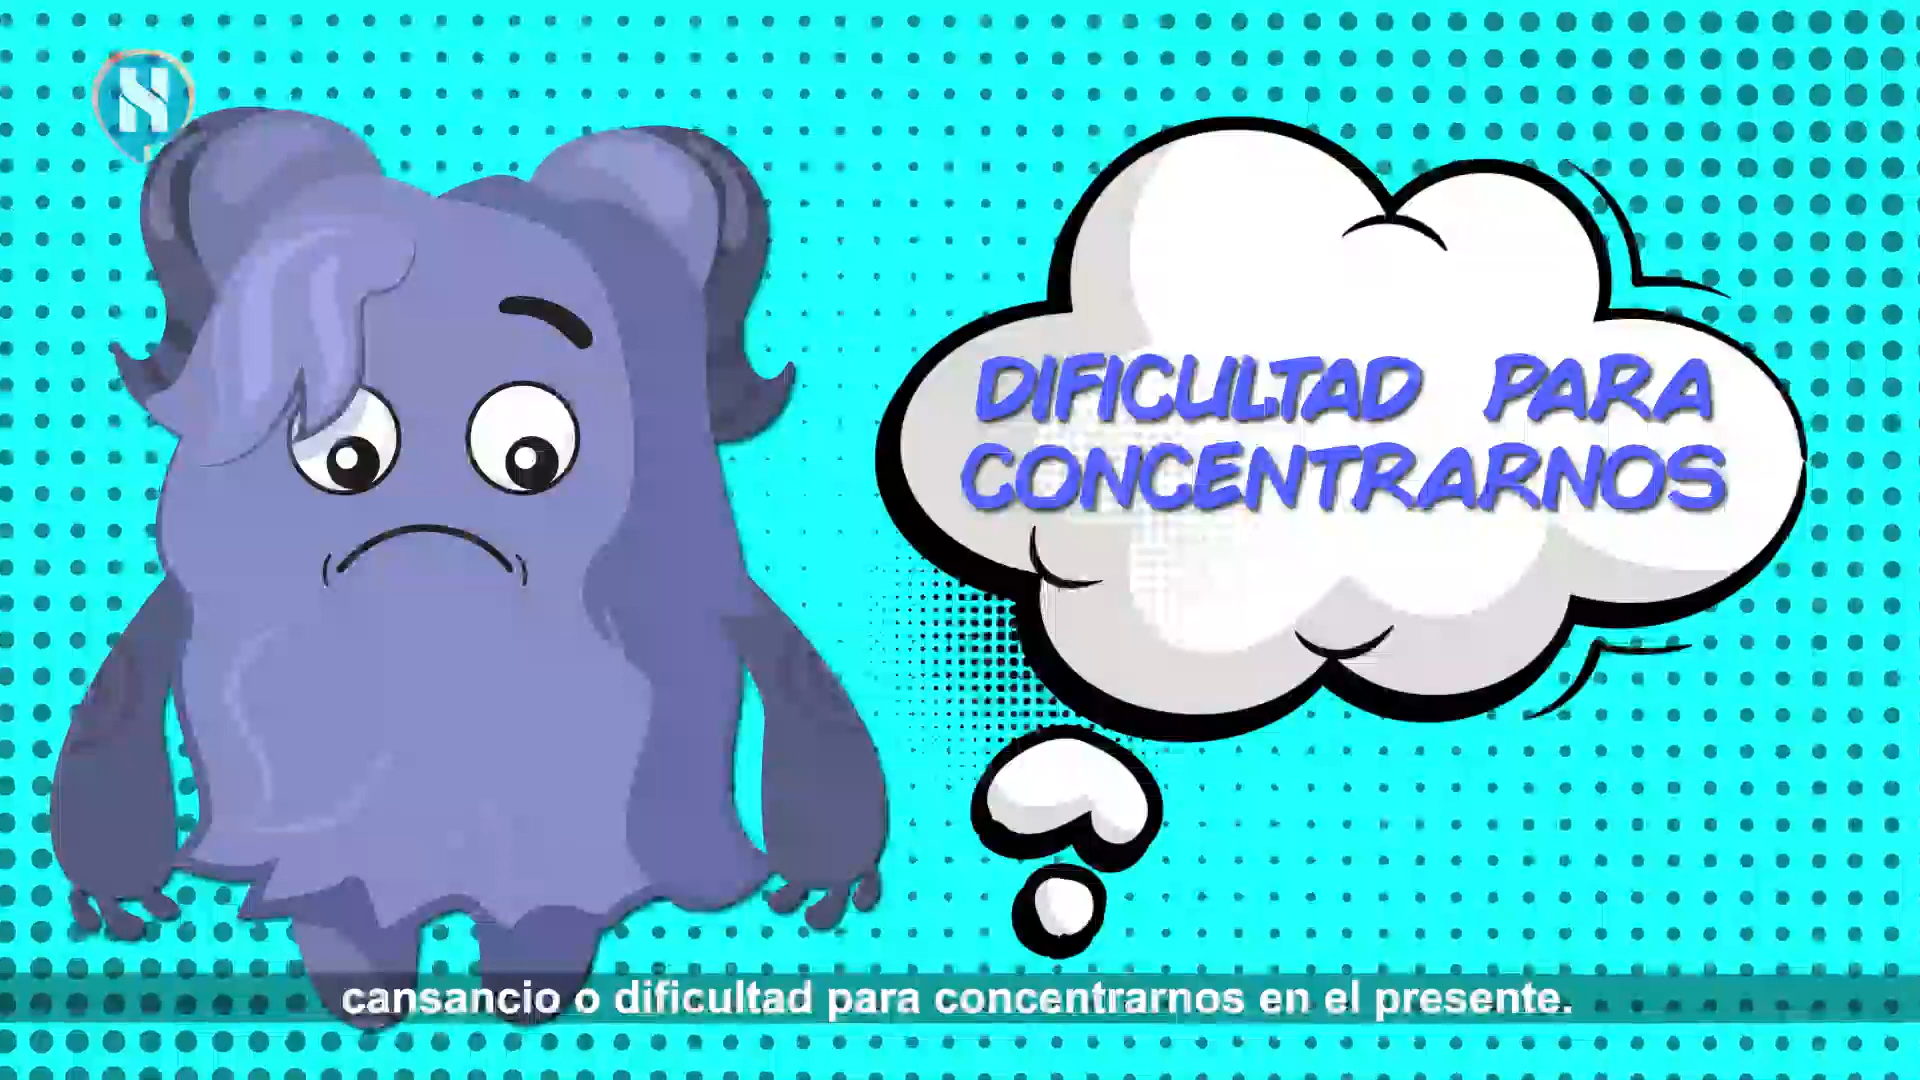 DIFICULTAD PARA
CONCENTRARNOS
cansancio o dificultad para concentrarnos en el presente.